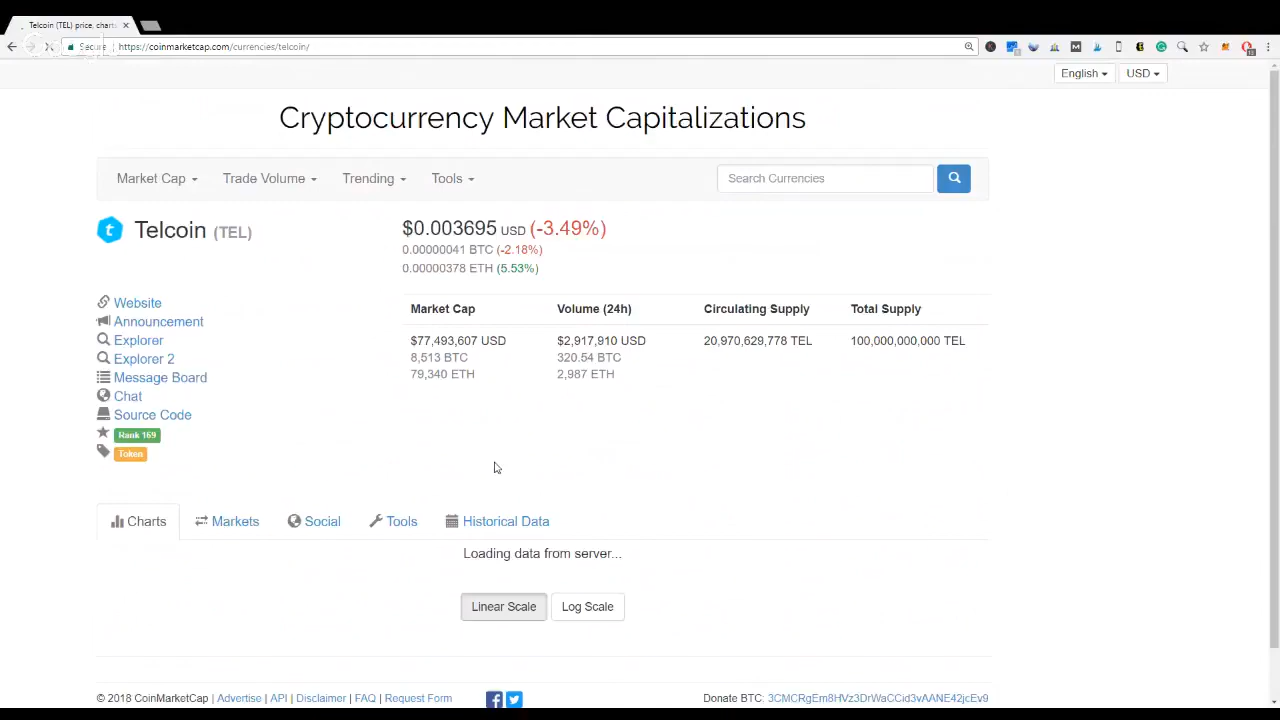 Telcoin (TEL) price, charts
Secure https://coinmarketcap.com/currencies/telcoin/
English USD
Cryptocurrency Market Capitalizations
Market Cap Trade Volume Trending Tools Search Currencies
Telcoin (TEL)
$0.003695 USD (-3.49%)
0.00000041 BTC (-2.18%)
0.00000378 ETH (5.53%)
Website
Announcement
Explorer
Explorer 2
Message Board
Chat
Source Code
Rank 169
Token
Market Cap Volume (24h) Circulating Supply Total Supply
$77,493,607 USD $2,917,910 USD 20,970,629,778 TEL 100,000,000,000 TEL
8,513 BTC 320.54 BTC
79,340 ETH 2,987 ETH
Charts Markets Social Tools Historical Data
Loading data from server...
Linear Scale Log Scale
© 2018 CoinMarketCap | Advertise | API | Disclaimer | FAQ | Request Form
Donate BTC: 3CMCRgEm8HVz3DrWaCCid3vAANE42jcEv9